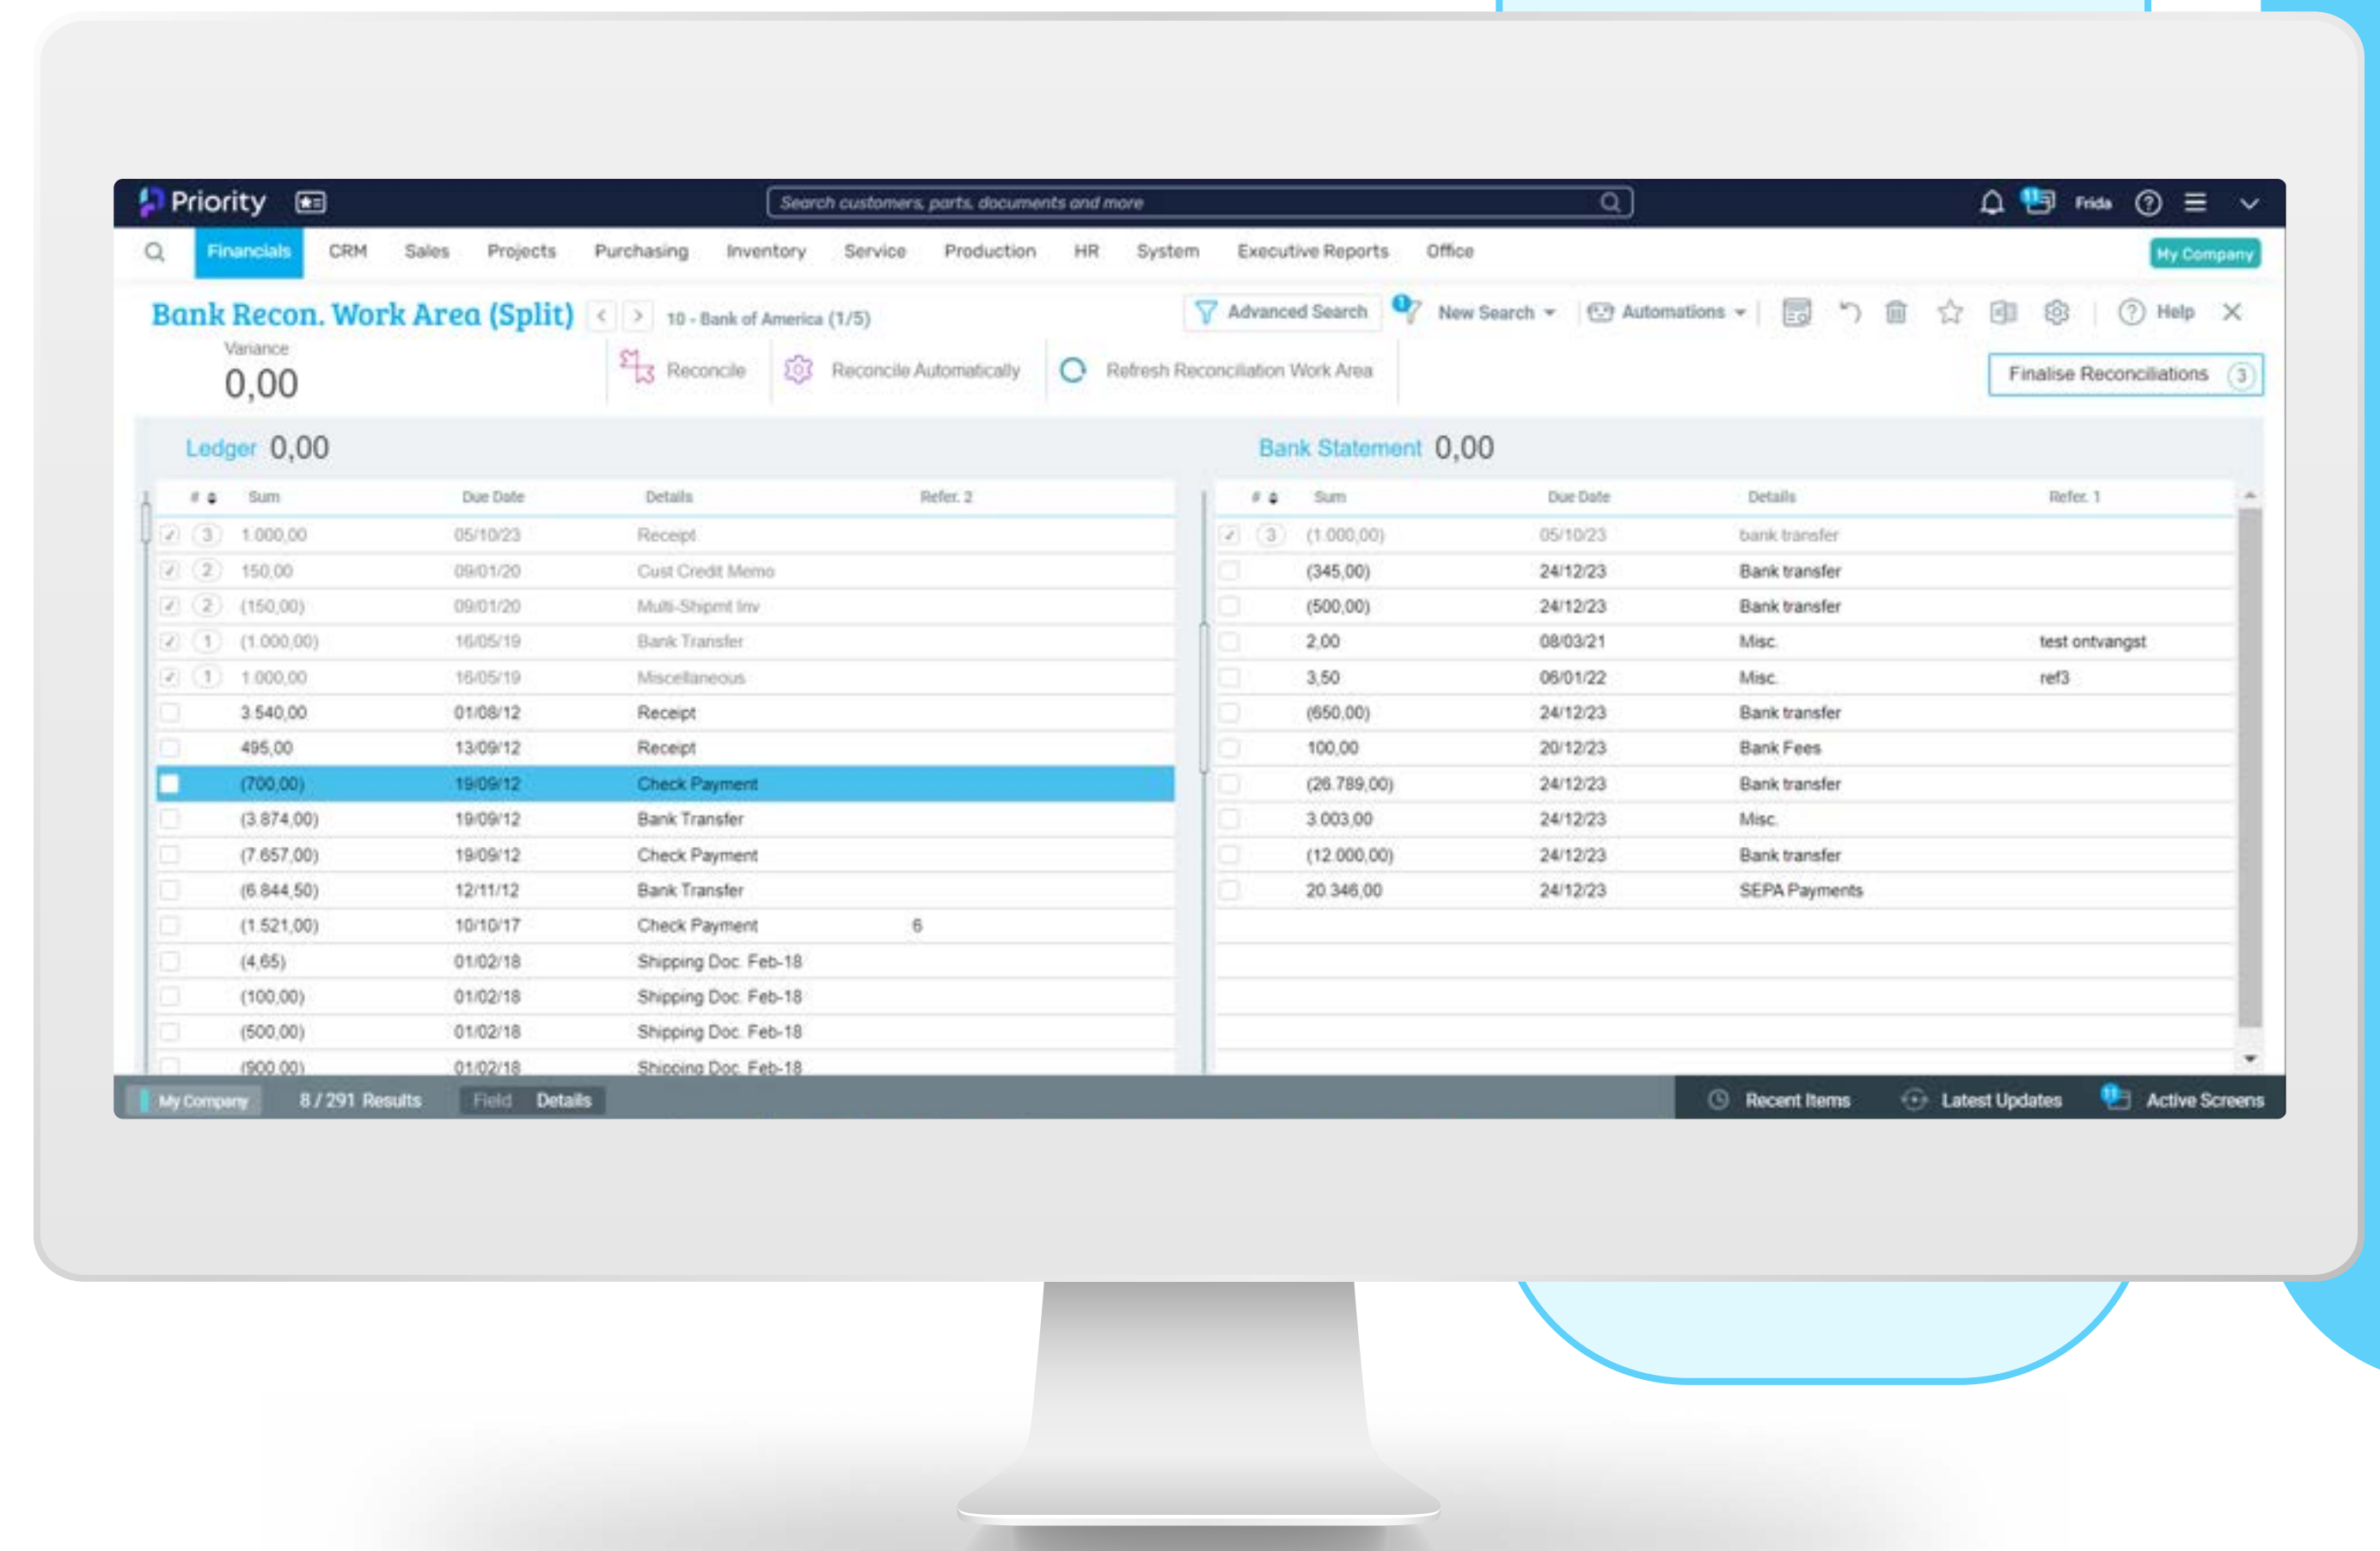 Priority Search customers, parts, documents and more 11 Frida
Financials CRM Sales Projects Purchasing Inventory Service Production HR System Executive Reports Office My Company
Bank Recon. Work Area (Split) < > 10 - Bank of America (1/5) Advanced Search 1 New Search Automations ? Help
Variance
0,00 Reconcile Reconcile Automatically Refresh Reconciliation Work Area Finalise Reconciliations 3
Ledger 0,00 Bank Statement 0,00
# Sum Due Date Details Refer. 2 # Sum Due Date Details Refer. 1
3 1.000,00 05/10/23 Receipt 3 (1.000,00) 05/10/23 bank transfer
2 150,00 09/01/20 Cust Credit Memo (345,00) 24/12/23 Bank transfer
2 (150,00) 09/01/20 Multi-Shipmt Inv (500,00) 24/12/23 Bank transfer
1 (1.000,00) 16/05/19 Bank Transfer 2,00 08/03/21 Misc. test ontvangst
1 1.000,00 16/05/19 Miscellaneous 3,50 06/01/22 Misc. ref3
3.540,00 01/08/12 Receipt (650,00) 24/12/23 Bank transfer
495,00 13/09/12 Receipt 100,00 20/12/23 Bank Fees
(700,00) 19/09/12 Check Payment (26.789,00) 24/12/23 Bank transfer
(3.874,00) 19/09/12 Bank Transfer 3.003,00 24/12/23 Misc.
(7.657,00) 19/09/12 Check Payment (12.000,00) 24/12/23 Bank transfer
(6.844,50) 12/11/12 Bank Transfer 20.346,00 24/12/23 SEPA Payments
(1.521,00) 10/10/17 Check Payment 6
(4,65) 01/02/18 Shipping Doc. Feb-18
(100,00) 01/02/18 Shipping Doc. Feb-18
(500,00) 01/02/18 Shipping Doc. Feb-18
(900,00) 01/02/18 Shipping Doc. Feb-18
My Company 8 / 291 Results Field Details Recent Items Latest Updates 11 Active Screens